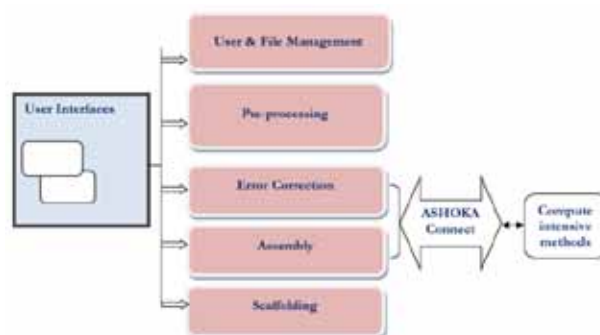 User & File Management
User Interfaces
Pre-processing
Error Correction
ASHOKA
Connect
Compute
intensive
methods
Assembly
Scaffolding